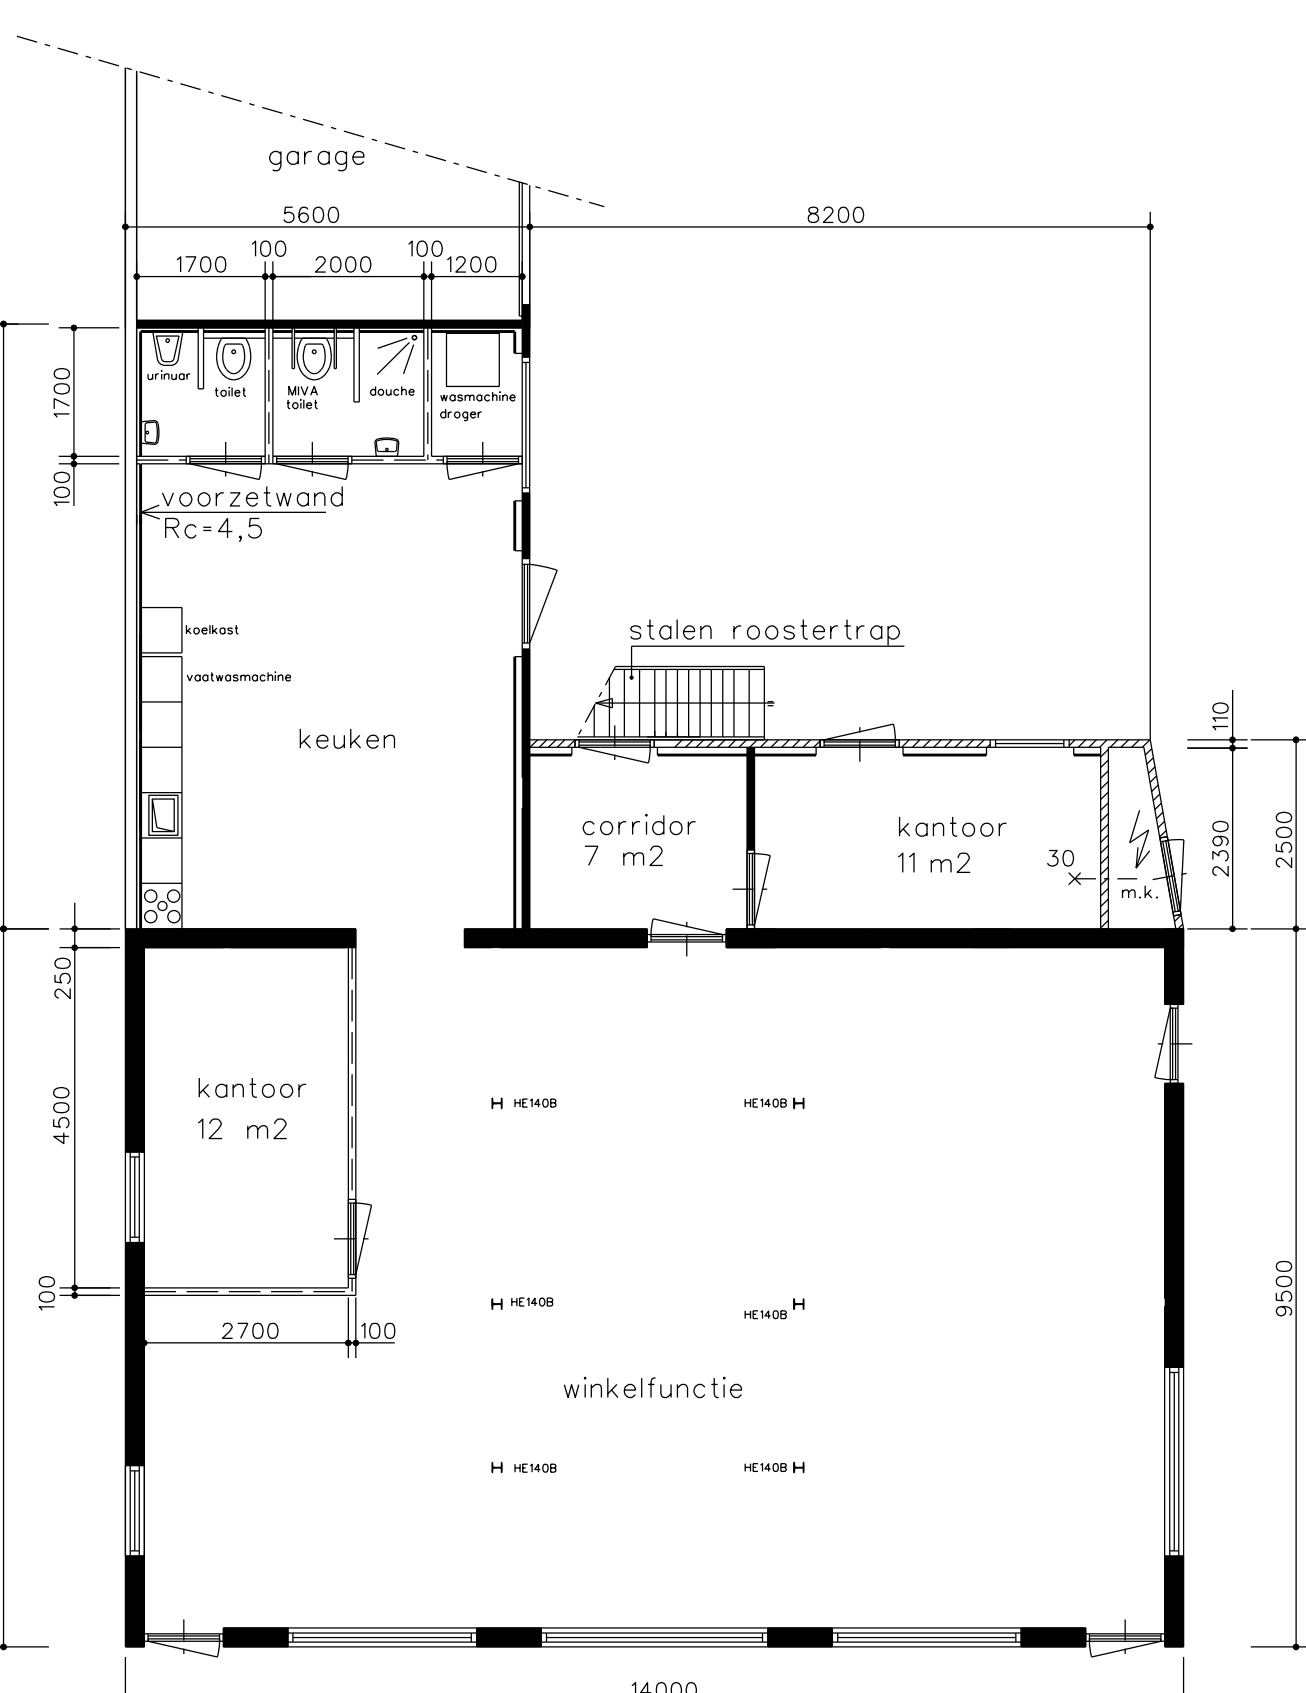 garage
5600
8200
100
100
1700
2000
1200
urinuar
toilet
MIVA
toilet
douche
wasmachine
droger
1700
100
voorzetwand
Rc=4,5
koelkast
vaatwasmachine
keuken
stalen roostertrap
110
2390
2500
corridor
7 m2
kantoor
11 m2
30
m.k.
250
4500
100
kantoor
12 m2
2700
100
HE140B
HE140B
HE140B
HE140B
winkelfunctie
HE140B
HE140B
9500
14000